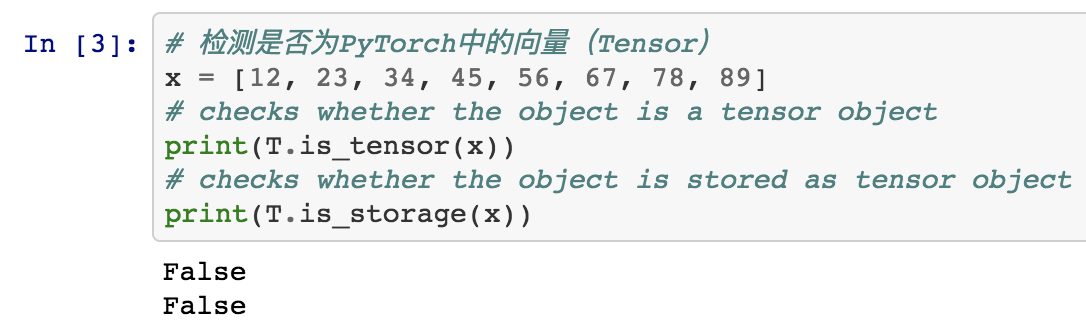 In [3]: # 检测是否为PyTorch中的向量（Tensor）
x = [12, 23, 34, 45, 56, 67, 78, 89]
# checks whether the object is a tensor object
print(T.is_tensor(x))
# checks whether the object is stored as tensor object
print(T.is_storage(x))
False
False